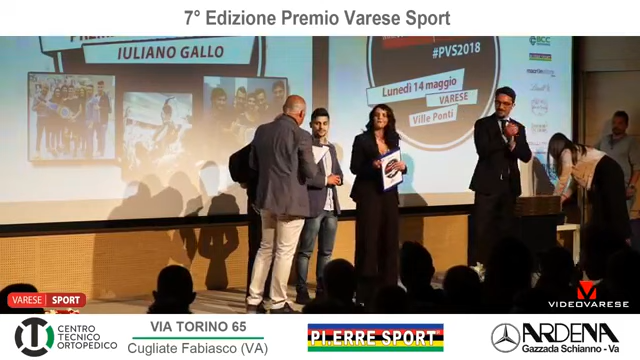 7° Edizione Premio Varese Sport
IULIANO GALLO
#PVS2018
Lunedì 14 maggio
VARESE
Ville Ponti
BCC
VARESE SPORT
VIDEOVARESE
CENTRO
TECNICO
ORTOPEDICO
VIA TORINO 65
Cugliate Fabiasco (VA)
PI.ERRE SPORT
ARDENA
Gazzada Schianno - Va